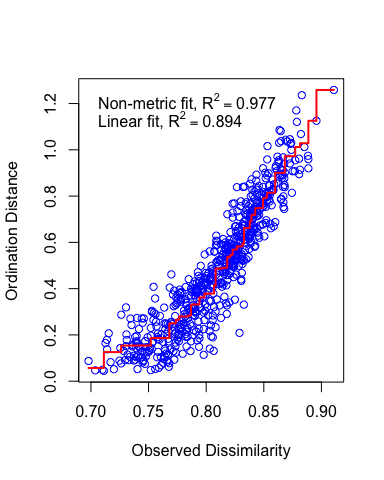 Non-metric fit, R² = 0.977
Linear fit, R² = 0.894
Ordination Distance
0.0 0.2 0.4 0.6 0.8 1.0 1.2
0.70 0.75 0.80 0.85 0.90
Observed Dissimilarity